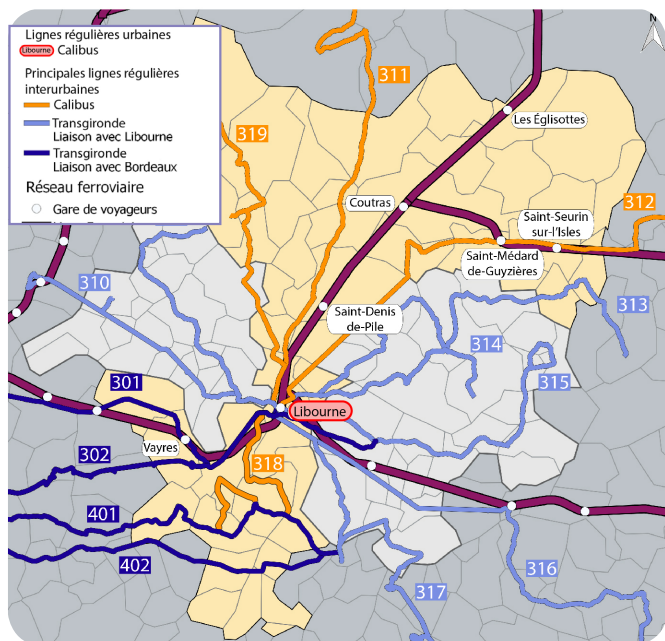 Lignes régulières urbaines
Libourne Calibus
Principales lignes régulières
interurbaines
Calibus
Transgironde
Liaison avec Libourne
Transgironde
Liaison avec Bordeaux
Réseau ferroviaire
Gare de voyageurs
N
311
319
Les Églisottes
Coutras
312
Saint-Seurin
sur-l'Isles
Saint-Médard
de-Guyzières
310
313
Saint-Denis
de-Pile
314
301
315
Libourne
Vayres
302
318
401
402
316
317